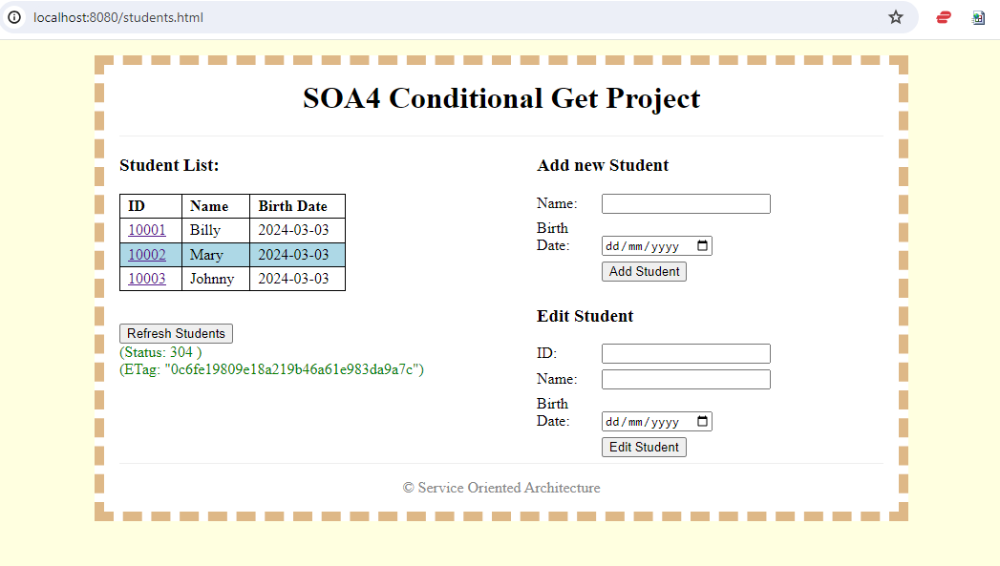 localhost:8080/students.html
SOA4 Conditional Get Project
Student List:
ID Name Birth Date
10001 Billy 2024-03-03
10002 Mary 2024-03-03
10003 Johnny 2024-03-03
Refresh Students
(Status: 304 )
(ETag: "0c6fe19809e18a219b46a61e983da9a7c")
Add new Student
Name:
Birth
Date: dd/mm/yyyy
Add Student
Edit Student
ID:
Name:
Birth
Date: dd/mm/yyyy
Edit Student
© Service Oriented Architecture